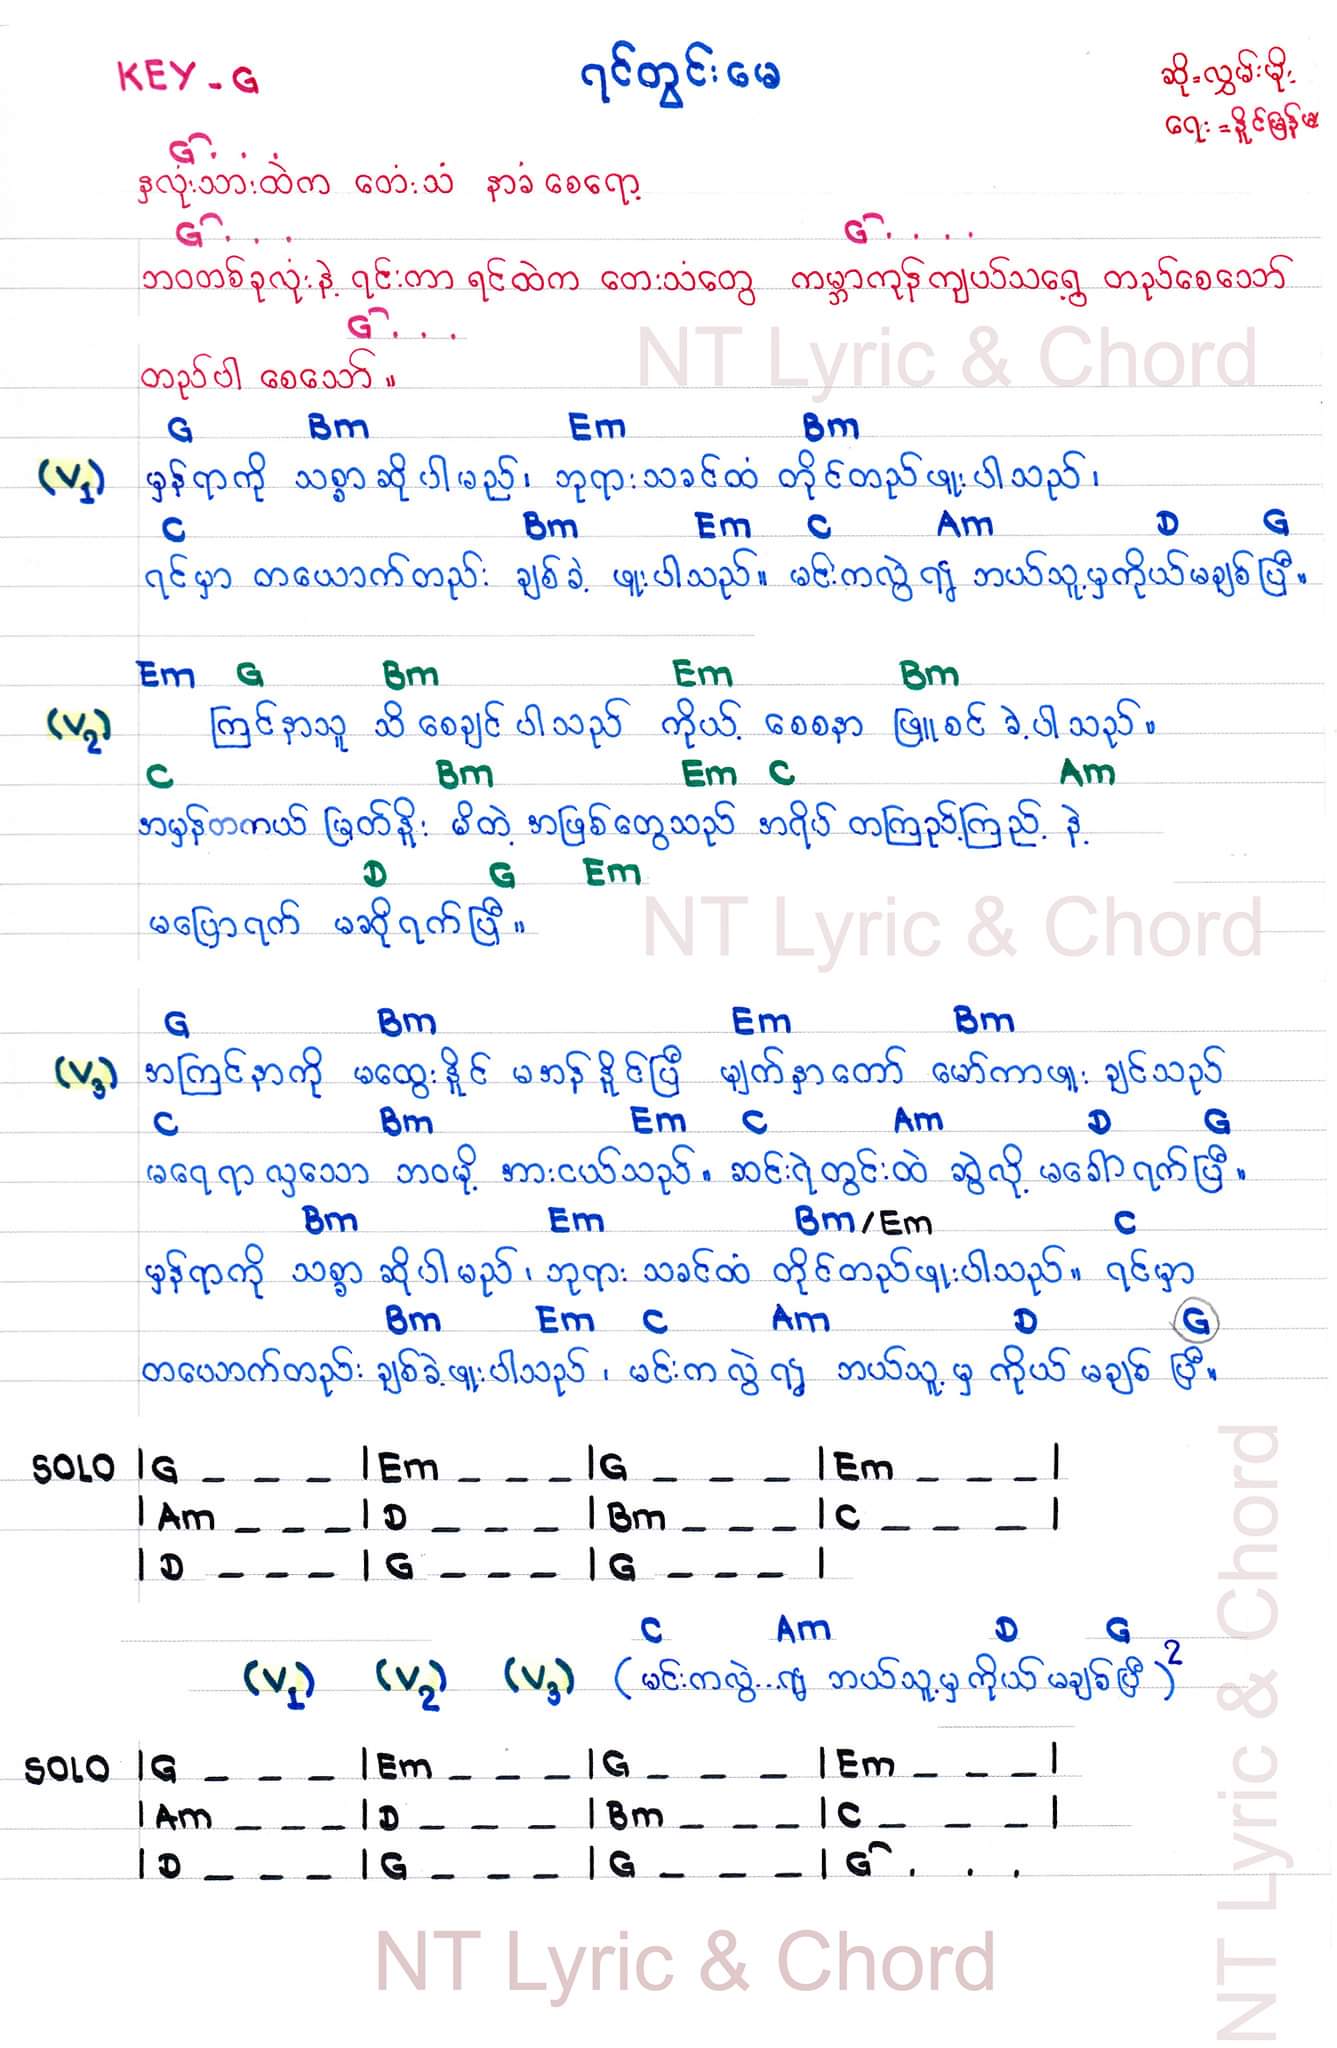 KEY - G
ရင်တွင်းမေ
ဆို=လွှမ်းမိုး
ရေး=နိူင်မြန်မာ
G . . .
နှလုံးသားထဲက တေးသံ နာခံစေရော့
G . . . G . . . .
ဘဝတစ်ခုလုံးနဲ့ ရင်းကာ ရင်ထဲက တေးသံတွေ ကမ္ဘာကုန်ကျယ်သရွေ့ တည်စေသော်
G . . .
တည်ပါ စေသော်။
G Bm Em Bm
(V1) မှန်ရာကို သစ္စာဆိုပါမည်၊ ဘုရားသခင်ထံ တိုင်တည်ဖူးပါသည်၊
C Bm Em C Am D G
ရင်မှာ တယောက်တည်း ချစ်ခဲ့ ဖူးပါသည်။ မင်းကလွဲ၍ ဘယ်သူ့မှကိုယ်မချစ်ပြီ။
Em G Bm Em Bm
(V2) ကြင်နာသူ သိစေချင်ပါသည် ကိုယ့် စေစနာ ဖြူစင်ခဲ့ပါသည်။
C Bm Em C Am
အမှန်တကယ် မြတ်နိူး မိတဲ့ အဖြစ်တွေသည် အရိပ် တကြည့်ကြည့် နဲ့
D G Em
မပြောရက် မဆိုရက်ပြီ။
G Bm Em Bm
(V3) အကြင်နာကို မထွေးနိူင် မအန်နိူင်ပြီ မျက်နှာတော် မော်ကာဖူး ချင်သည်
C Bm Em C Am D G
မရေရာလှသော ဘဝမို့ အားငယ်သည်။ ဆင်းရဲတွင်းထဲ ဆွဲလို့ မခေါ်ရက်ပြီ။
Bm Em Bm/Em C
မှန်ရာကို သစ္စာဆိုပါမည်၊ ဘုရား သခင်ထံ တိုင်တည်ဖူးပါသည်။ ရင်မှာ
Bm Em C Am D G
တယောက်တည်း ချစ်ခဲ့ဖူးပါသည်၊ မင်းက လွဲ၍ ဘယ်သူ့မှ ကိုယ်မချစ် ပြီ။
SOLO |G _ _ _ |Em _ _ _ |G _ _ _ |Em _ _ _|
|Am _ _ _|D _ _ _ |Bm _ _ _ |C _ _ _ |
|D _ _ _ |G _ _ _ |G _ _ _ |
C Am D G
(V1) (V2) (V3) (မင်းကလွဲ...၍ ဘယ်သူ့မှကိုယ်မချစ်ပြီ)2
SOLO |G _ _ _ |Em _ _ _ |G _ _ _ |Em _ _ _|
|Am _ _ _ |D _ _ _ |Bm _ _ _ |C _ _ _ |
|D _ _ _ |G _ _ _ |G _ _ _ |G . . .
NT Lyric & Chord
NT Lyric & Chord
NT Lyric & Chord
NT Lyric & Chord